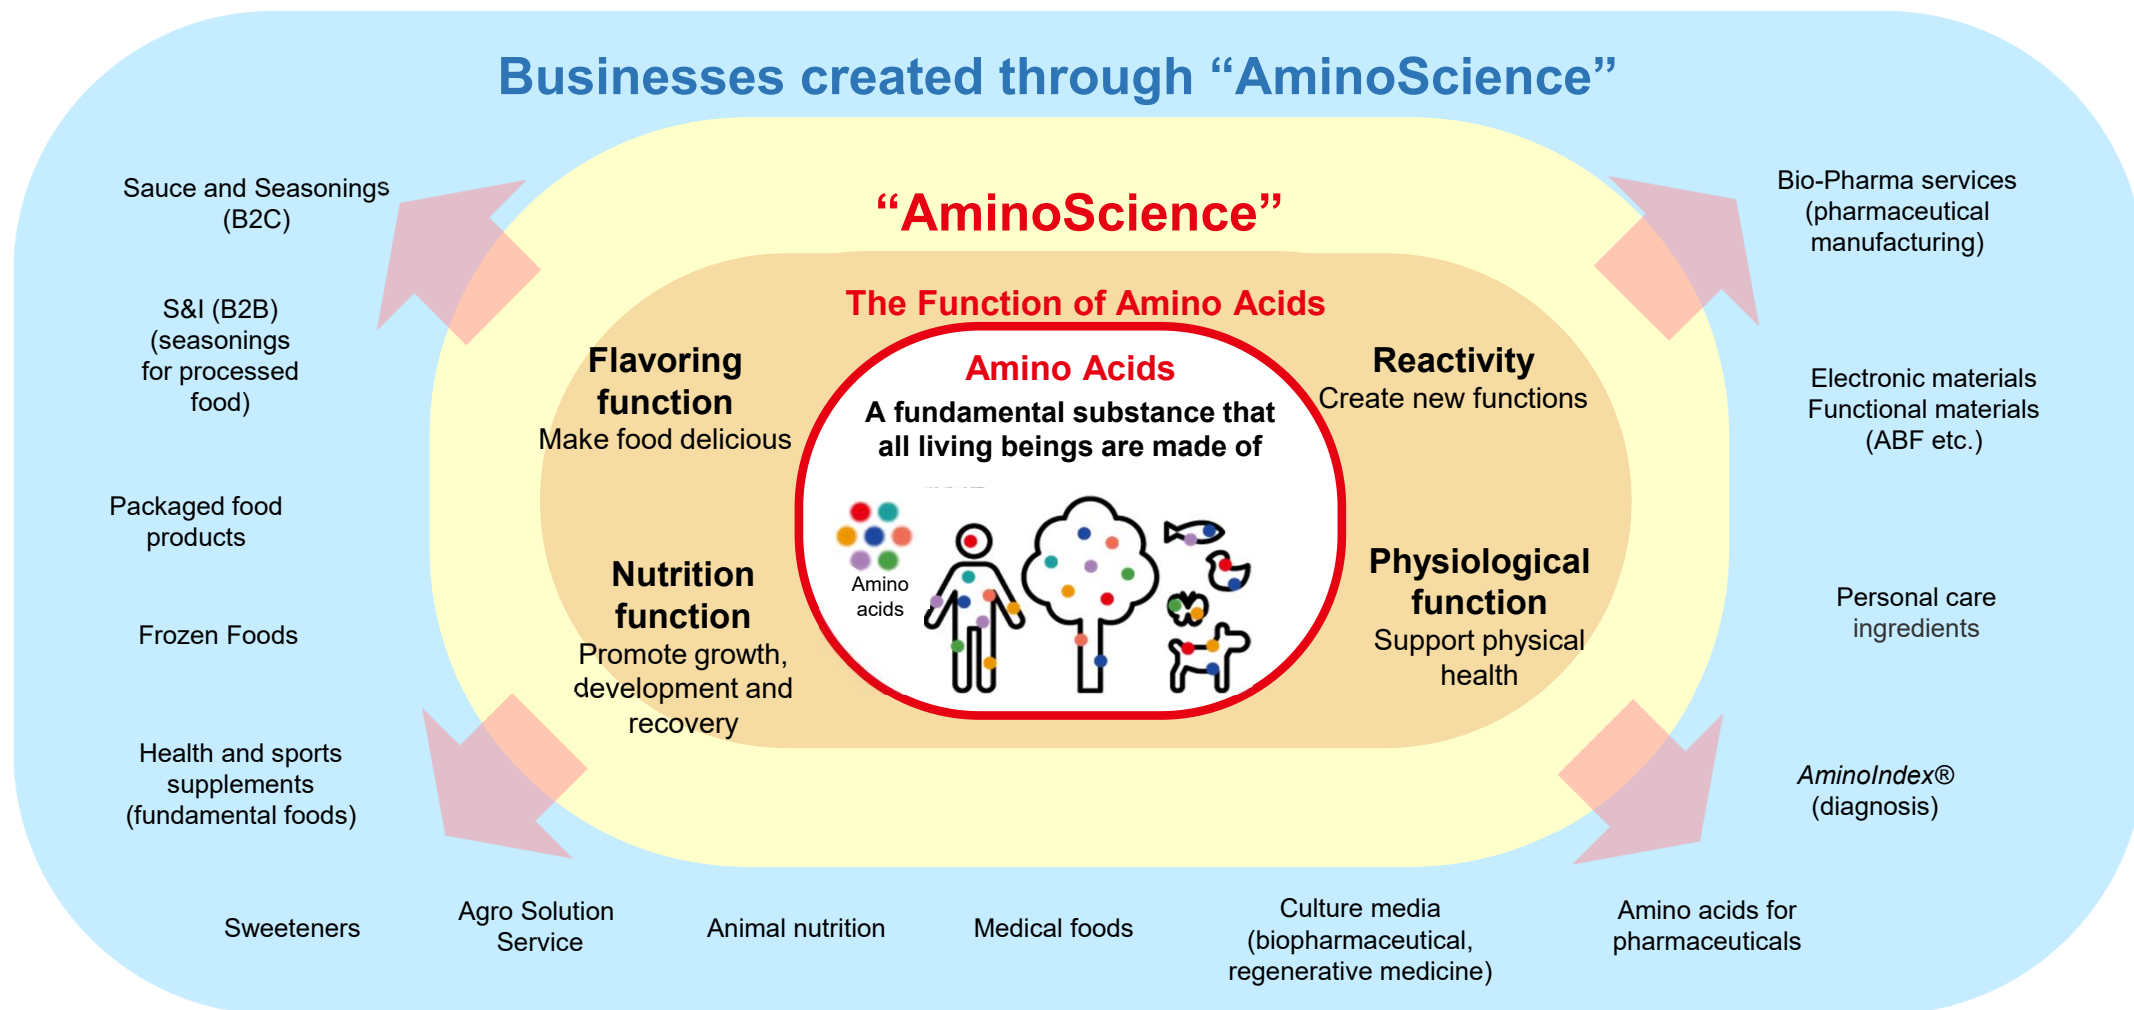 Businesses created through “AminoScience”
“AminoScience”
The Function of Amino Acids
Amino Acids
A fundamental substance that
all living beings are made of
Amino
acids
Flavoring
function
Make food delicious
Nutrition
function
Promote growth,
development and
recovery
Reactivity
Create new functions
Physiological
function
Support physical
health
Sauce and Seasonings
(B2C)
S&I (B2B)
(seasonings
for processed
food)
Packaged food
products
Frozen Foods
Health and sports
supplements
(fundamental foods)
Sweeteners
Agro Solution
Service
Animal nutrition
Medical foods
Culture media
(biopharmaceutical,
regenerative medicine)
Amino acids for
pharmaceuticals
Bio-Pharma services
(pharmaceutical
manufacturing)
Electronic materials
Functional materials
(ABF etc.)
Personal care
ingredients
AminoIndex®
(diagnosis)